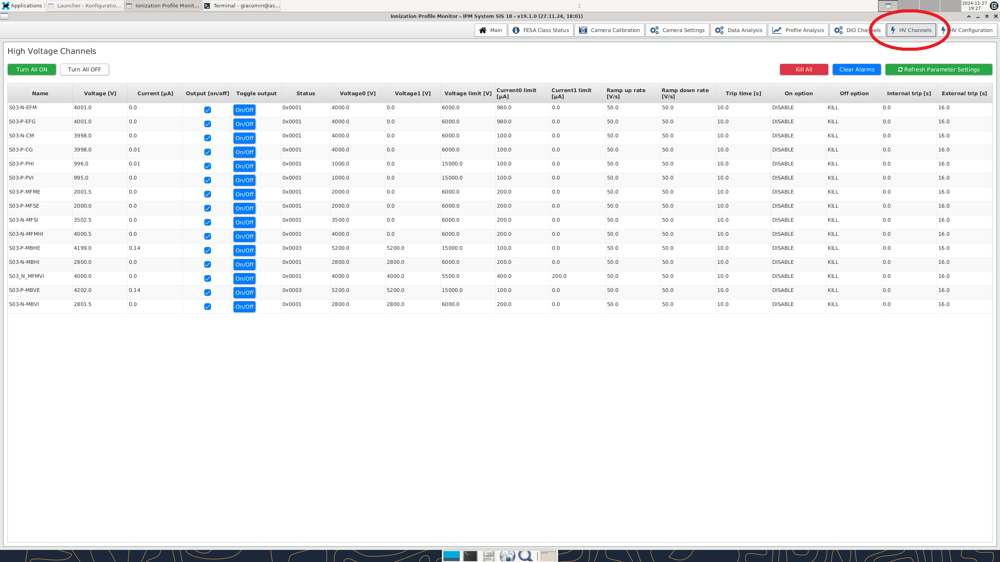 Applications Launcher - Konfiguratio... Ionization Profile Monit... Terminal - giacomin@as... 2024-11-27
19:27
Ionization Profile Monitor - IPM System SIS 18 - v19.1.0 (27.11.24, 18:01)
Main FESA Class Status Camera Calibration Camera Settings Data Analysis Profile Analysis DIO Channels HV Channels HV Configuration
High Voltage Channels
Turn All ON Turn All OFF Kill All Clear Alarms Refresh Parameter Settings
Name Voltage [V] Current [µA] Output [on/off] Toggle output Status Voltage0 [V] Voltage1 [V] Voltage limit [V] Current0 limit [µA] Current1 limit [µA] Ramp up rate [V/s] Ramp down rate [V/s] Trip time [s] On option Off option Internal trip [s] External trip [s]
S03-N-EFM 4001.0 0.0 On/Off 0x0001 4000.0 0.0 6000.0 980.0 0.0 50.0 50.0 10.0 DISABLE KILL 0.0 16.0
S03-P-EFG 4001.0 0.0 On/Off 0x0001 4000.0 0.0 6000.0 980.0 0.0 50.0 50.0 10.0 DISABLE KILL 0.0 16.0
S03-N-CM 3998.0 0.0 On/Off 0x0001 4000.0 0.0 6000.0 100.0 0.0 50.0 50.0 10.0 DISABLE KILL 0.0 16.0
S03-P-CG 3998.0 0.01 On/Off 0x0001 4000.0 0.0 6000.0 100.0 0.0 50.0 50.0 10.0 DISABLE KILL 0.0 16.0
S03-P-PHI 996.0 0.01 On/Off 0x0001 1000.0 0.0 15000.0 100.0 0.0 50.0 50.0 10.0 DISABLE KILL 0.0 16.0
S03-P-PVI 995.0 0.0 On/Off 0x0001 1000.0 0.0 15000.0 100.0 0.0 50.0 50.0 10.0 DISABLE KILL 0.0 16.0
S03-P-MFME 2001.5 0.0 On/Off 0x0001 2000.0 0.0 6000.0 200.0 0.0 50.0 50.0 10.0 DISABLE KILL 0.0 16.0
S03-P-MFSE 2000.0 0.0 On/Off 0x0001 2000.0 0.0 6000.0 200.0 0.0 50.0 50.0 10.0 DISABLE KILL 0.0 16.0
S03-N-MFSI 3502.5 0.0 On/Off 0x0001 3500.0 0.0 6000.0 200.0 0.0 50.0 50.0 10.0 DISABLE KILL 0.0 16.0
S03-N-MFMHI 4000.5 0.0 On/Off 0x0001 4000.0 0.0 6000.0 200.0 0.0 50.0 50.0 10.0 DISABLE KILL 0.0 16.0
S03-P-MBHE 4199.0 0.14 On/Off 0x0003 5200.0 5200.0 15000.0 100.0 0.0 50.0 50.0 10.0 DISABLE KILL 0.0 16.0
S03-N-MBHI 2800.0 0.0 On/Off 0x0001 2800.0 2800.0 6000.0 200.0 0.0 50.0 50.0 10.0 DISABLE KILL 0.0 16.0
S03_N_MFMVI 4000.0 0.0 On/Off 0x0001 4000.0 4000.0 5500.0 400.0 200.0 50.0 50.0 10.0 DISABLE KILL 0.0 16.0
S03-P-MBVE 4202.0 0.14 On/Off 0x0003 5200.0 5200.0 15000.0 100.0 0.0 50.0 50.0 10.0 DISABLE KILL 0.0 16.0
S03-N-MBVI 2801.5 0.0 On/Off 0x0001 2800.0 2800.0 6000.0 200.0 0.0 50.0 50.0 10.0 DISABLE KILL 0.0 16.0